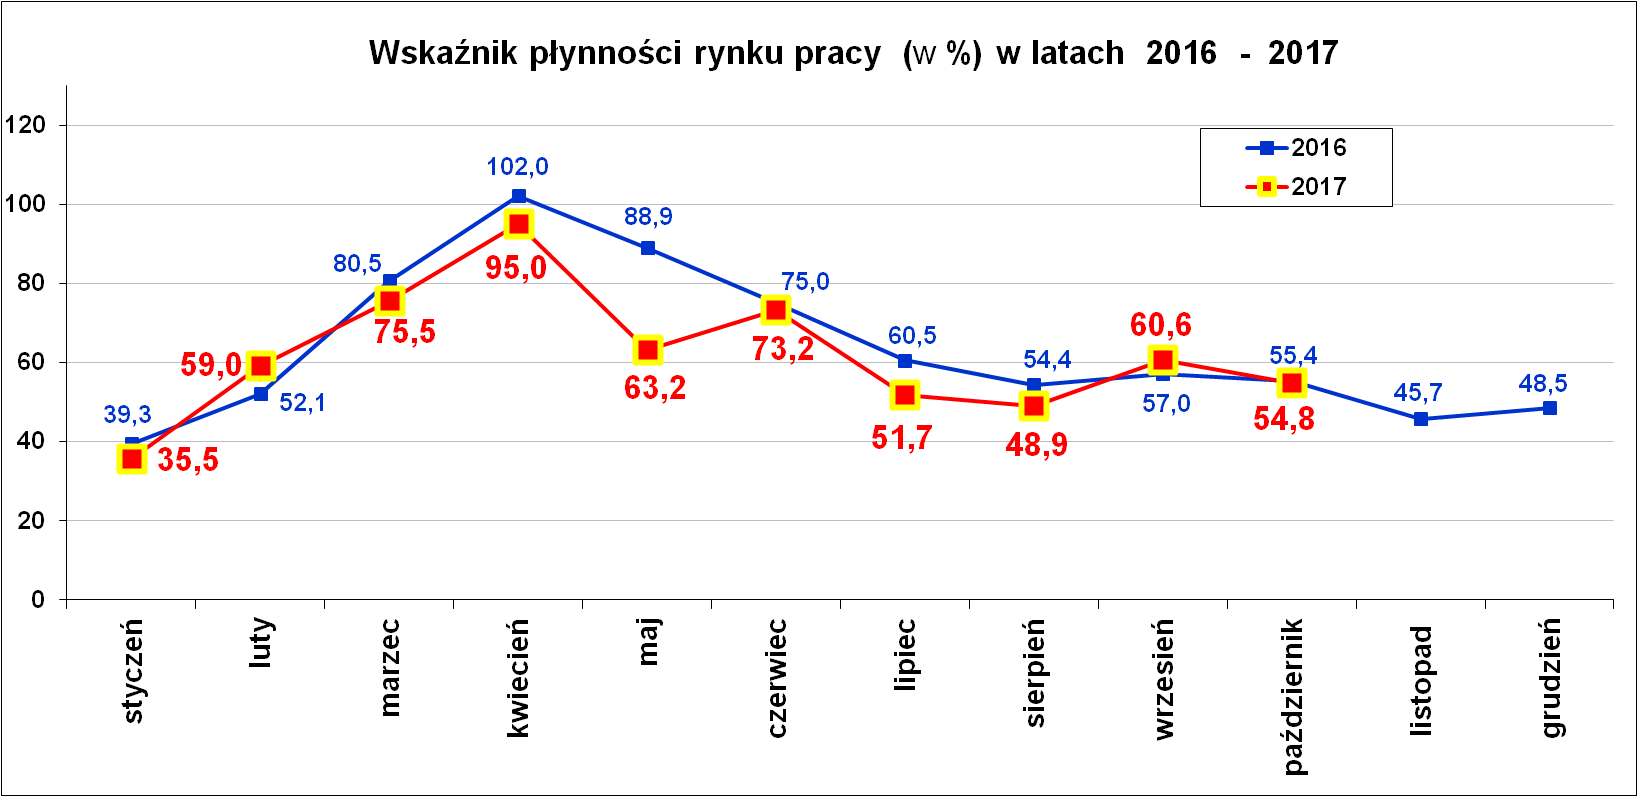 Wskaźnik płynności rynku pracy (w %) w latach 2016 - 2017
120
100
80
60
40
20
0
2016
2017
39,3
52,1
80,5
102,0
88,9
75,0
60,5
54,4
57,0
55,4
45,7
48,5
35,5
59,0
75,5
95,0
63,2
73,2
51,7
48,9
60,6
54,8
styczeń
luty
marzec
kwiecień
maj
czerwiec
lipiec
sierpień
wrzesień
październik
listopad
grudzień